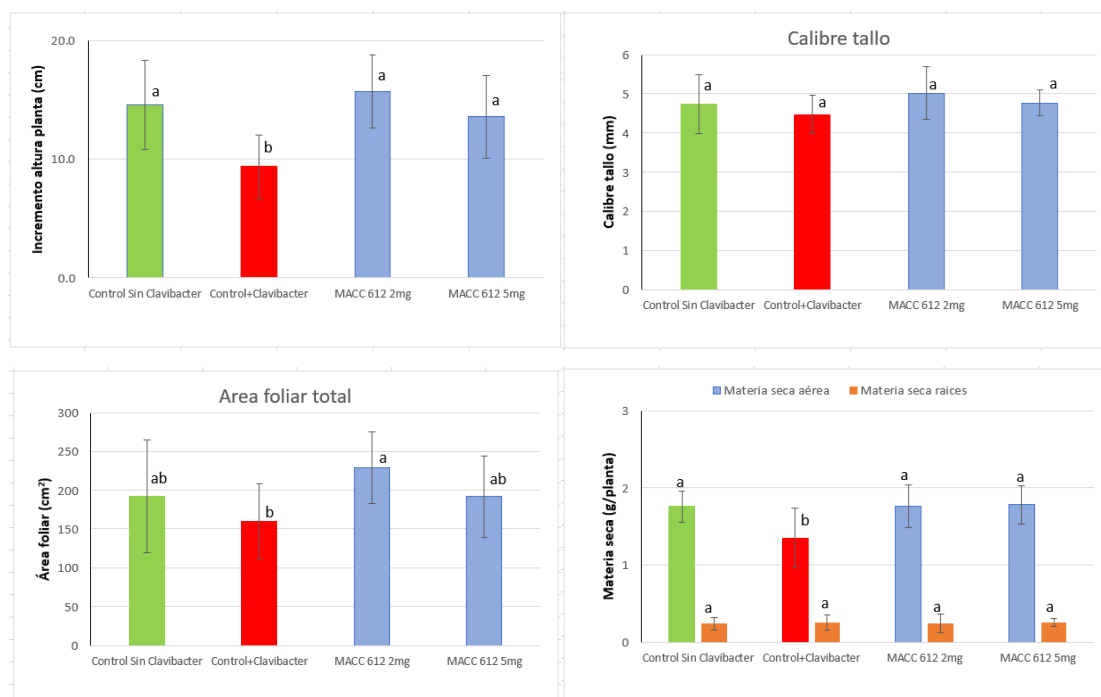 Incremento altura planta (cm)
20.0
10.0
0.0
a
b
a
a
Control Sin Clavibacter
Control+Clavibacter
MACC 612 2mg
MACC 612 5mg
Calibre tallo
Calibre tallo (mm)
6
5
4
3
2
1
0
a
a
a
a
Control Sin Clavibacter
Control+Clavibacter
MACC 612 2mg
MACC 612 5mg
Area foliar total
Área foliar (cm²)
300
250
200
150
100
50
0
ab
b
a
ab
Control Sin Clavibacter
Control+Clavibacter
MACC 612 2mg
MACC 612 5mg
Materia seca aérea
Materia seca raices
Materia seca (g/planta)
3
2
1
0
a
a
b
a
a
a
a
a
Control Sin Clavibacter
Control+Clavibacter
MACC 612 2mg
MACC 612 5mg